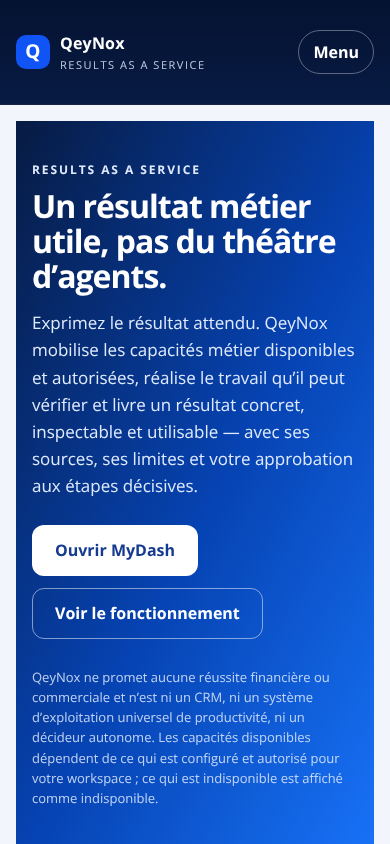 Q
QeyNox
RESULTS AS A SERVICE
Menu
RESULTS AS A SERVICE
Un résultat métier
utile, pas du théâtre
d’agents.
Exprimez le résultat attendu. QeyNox
mobilise les capacités métier disponibles
et autorisées, réalise le travail qu’il peut
vérifier et livre un résultat concret,
inspectable et utilisable — avec ses
sources, ses limites et votre approbation
aux étapes décisives.
Ouvrir MyDash
Voir le fonctionnement
QeyNox ne promet aucune réussite financière ou
commerciale et n’est ni un CRM, ni un système
d’exploitation universel de productivité, ni un
décideur autonome. Les capacités disponibles
dépendent de ce qui est configuré et autorisé pour
votre workspace ; ce qui est indisponible est affiché
comme indisponible.